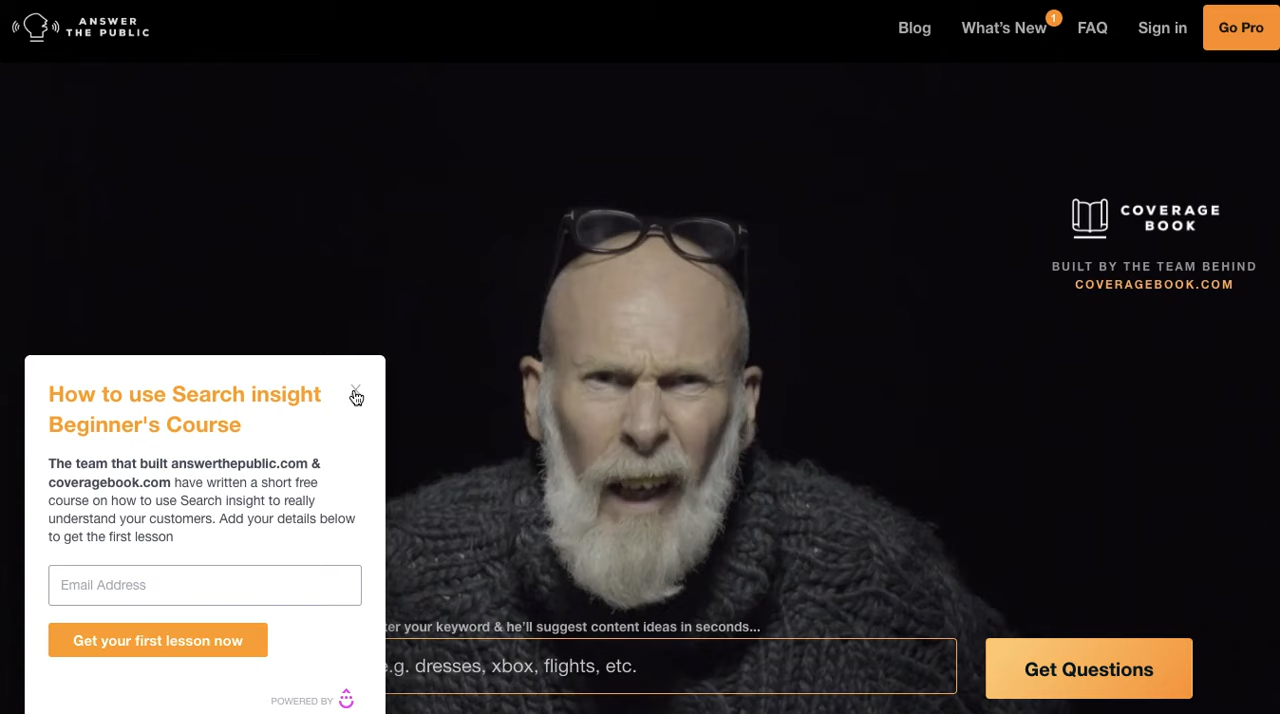 ANSWER
THE PUBLIC
Blog
What's New
1
FAQ
Sign in
Go Pro
COVERAGE
BOOK
BUILT BY THE TEAM BEHIND
COVERAGEBOOK.COM
How to use Search insight
Beginner's Course
The team that built answerthepublic.com &
coveragebook.com have written a short free
course on how to use Search insight to really
understand your customers. Add your details below
to get the first lesson
Email Address
Get your first lesson now
POWERED BY
ter your keyword & he'll suggest content ideas in seconds...
e.g. dresses, xbox, flights, etc.
Get Questions